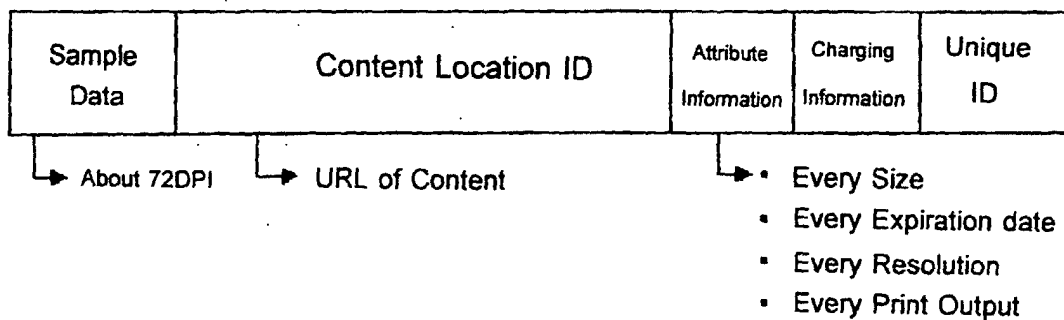 Sample
Data
Content Location ID
Attribute
Information
Charging
Information
Unique
ID
About 72DPI
URL of Content
▪ Every Size
▪ Every Expiration date
▪ Every Resolution
▪ Every Print Output